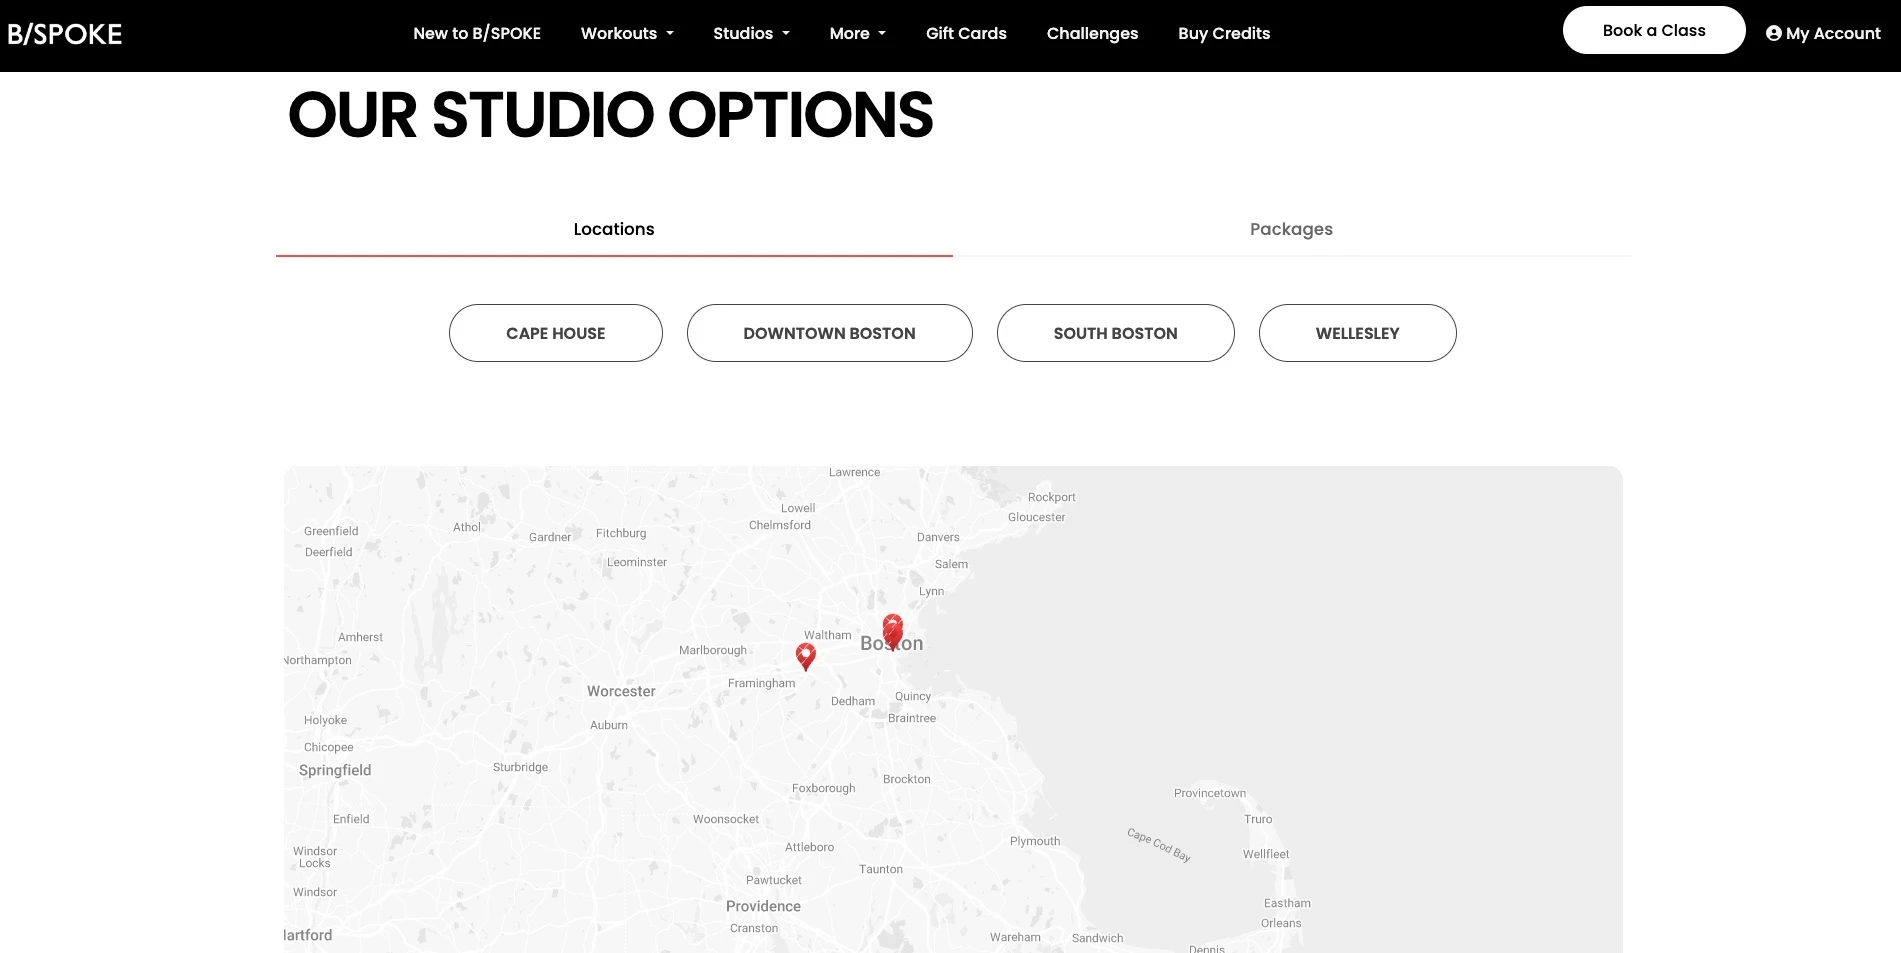 B/SPOKE
New to B/SPOKE
Workouts
Studios
More
Gift Cards
Challenges
Buy Credits
Book a Class
My Account
OUR STUDIO OPTIONS
Locations
Packages
CAPE HOUSE
DOWNTOWN BOSTON
SOUTH BOSTON
WELLESLEY
Lawrence
Rockport
Lowell
Gloucester
Chelmsford
Greenfield
Athol
Gardner
Fitchburg
Danvers
Deerfield
Leominster
Salem
Lynn
Amherst
Waltham
Boston
Marlborough
Northampton
Framingham
Worcester
Quincy
Dedham
Braintree
Holyoke
Auburn
Chicopee
Springfield
Sturbridge
Brockton
Foxborough
Provincetown
Enfield
Woonsocket
Truro
Cape Cod Bay
Plymouth
Attleboro
Windsor
Locks
Wellfleet
Taunton
Pawtucket
Windsor
Providence
Eastham
Cranston
Orleans
lartford
Wareham
Sandwich
Dennis